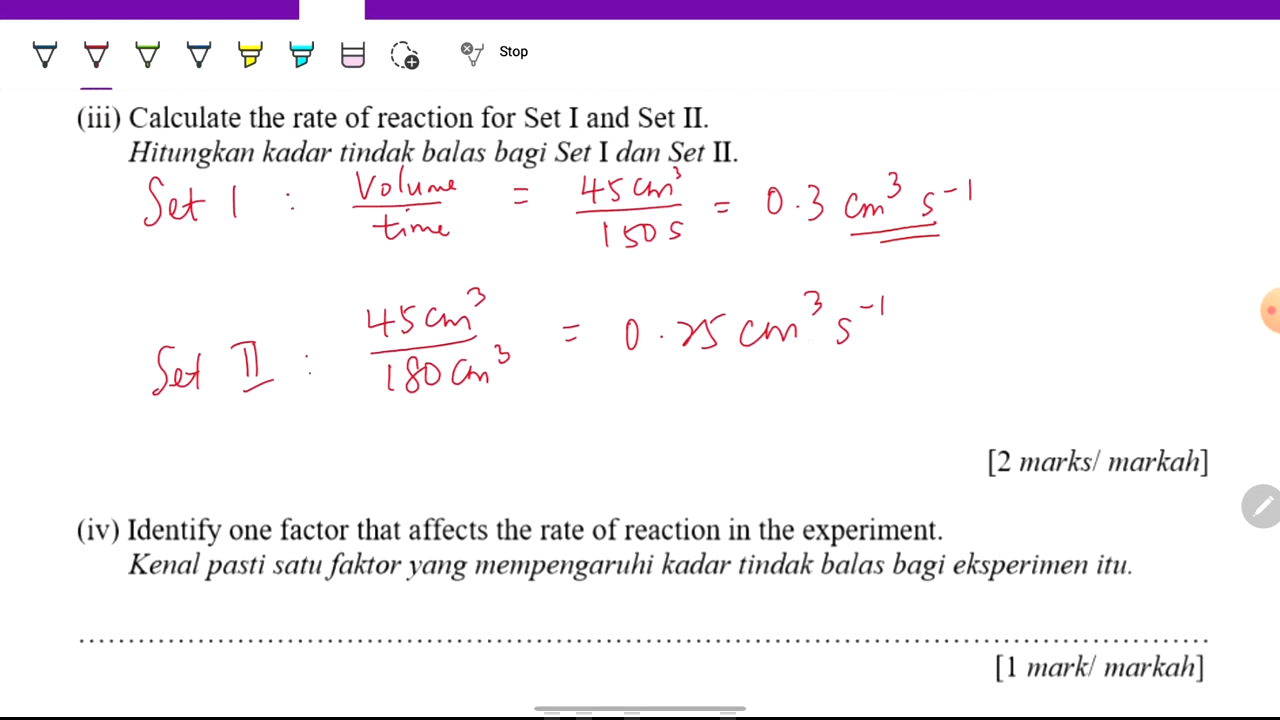 Stop
(iii) Calculate the rate of reaction for Set I and Set II.
Hitungkan kadar tindak balas bagi Set I dan Set II.
Set I : Volume/time = 45 cm³/150 s = 0.3 cm³ s⁻¹
Set II : 45 cm³/180 cm³ = 0.25 cm³ s⁻¹
[2 marks/ markah]
(iv) Identify one factor that affects the rate of reaction in the experiment.
Kenal pasti satu faktor yang mempengaruhi kadar tindak balas bagi eksperimen itu.
[1 mark/ markah]